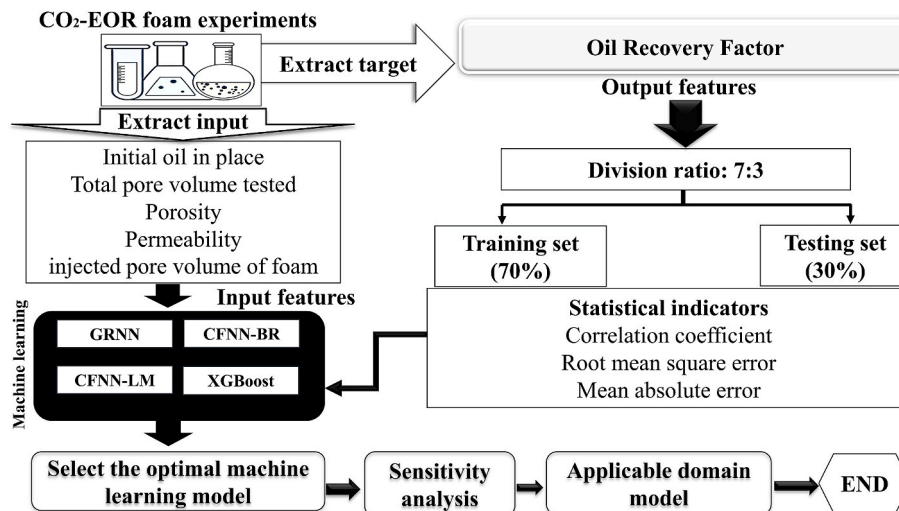 CO₂-EOR foam experiments
Extract target
Oil Recovery Factor
Output features
Extract input
Initial oil in place
Total pore volume tested
Porosity
Permeability
injected pore volume of foam
Division ratio: 7:3
Training set
(70%)
Testing set
(30%)
Statistical indicators
Correlation coefficient
Root mean square error
Mean absolute error
Input features
Machine learning
GRNN
CFNN-BR
CFNN-LM
XGBoost
Select the optimal machine
learning model
Sensitivity
analysis
Applicable domain
model
END